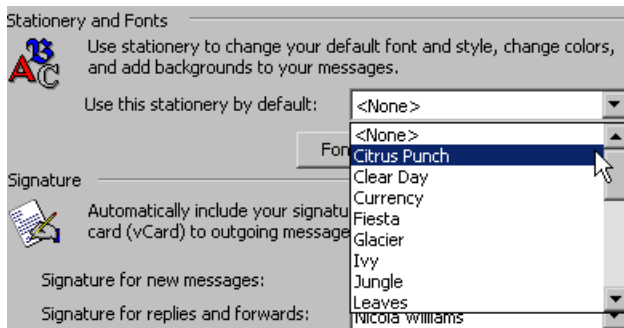 Stationery and Fonts
Use stationery to change your default font and style, change colors,
and add backgrounds to your messages.
Use this stationery by default:
<None>
<None>
Citrus Punch
Clear Day
Currency
Fiesta
Glacier
Ivy
Jungle
Leaves
Fon
Signature
Automatically include your signatu
card (vCard) to outgoing message
Signature for new messages:
Signature for replies and forwards:
Nicola Williams